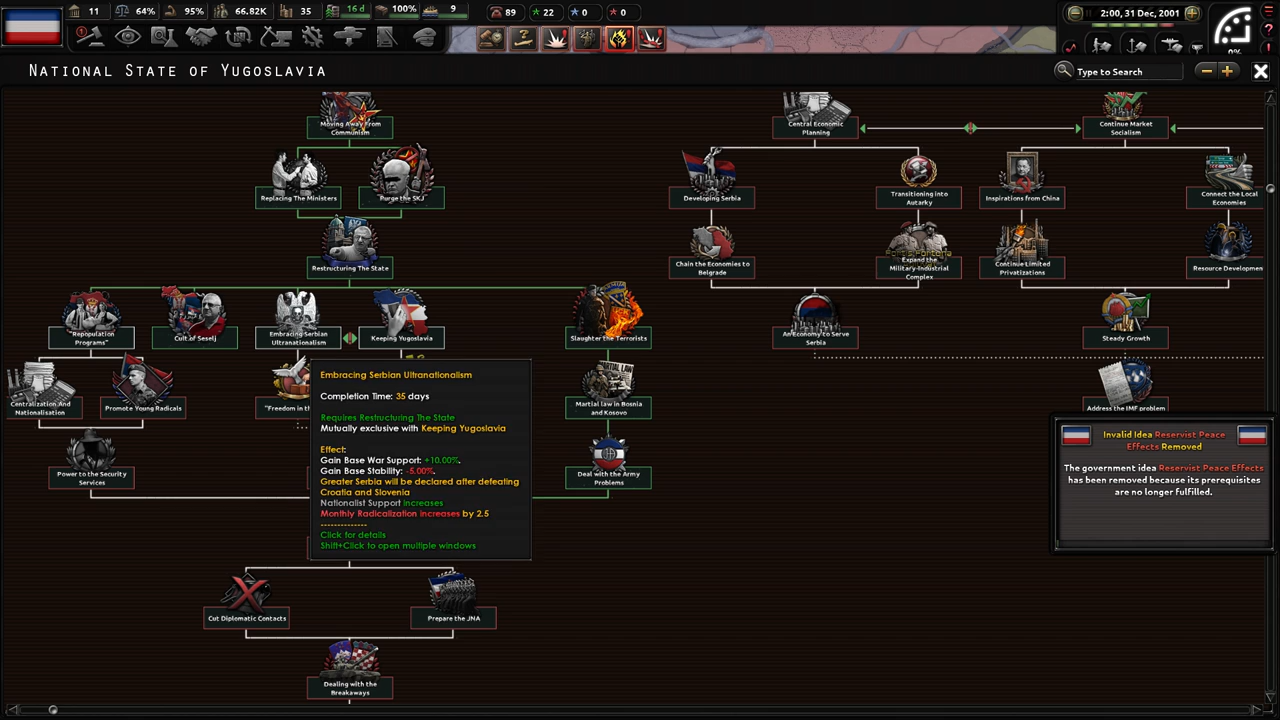 11 64% 95% 66.82K 35 16 d 100% 9 89 22 0 0 2:00, 31 Dec, 2001
0%
National State of Yugoslavia
Type to Search
Moving Away From
Communism
Central Economic
Planning
Continue Market
Socialism
Replacing The Ministers
Purge the SKJ
Developing Serbia
Transitioning into
Autarky
Inspirations from China
Connect the Local
Economies
Restructuring The State
Chain the Economies to
Belgrade
Expand the
Military-Industrial
Complex
Continue Limited
Privatizations
Resource Developmen
"Repopulation
Programs"
Cult of Seselj
Embracing Serbian
Ultranationalism
Keeping Yugoslavia
Slaughter the Terrorists
An Economy to Serve
Serbia
Steady Growth
Centralization And
Nationalisation
Promote Young Radicals
"Freedom in th
Martial law in Bosnia
and Kosovo
Address the IMF problem
Embracing Serbian Ultranationalism
Completion Time: 35 days
Requires Restructuring The State
Mutually exclusive with Keeping Yugoslavia
Effect:
Gain Base War Support: +10.00%.
Gain Base Stability: -5.00%.
Greater Serbia will be declared after defeating
Croatia and Slovenia
Nationalist Support increases
Monthly Radicalization increases by 2.5
--------------
Click for details
Shift+Click to open multiple windows
Power to the Security
Services
Deal with the Army
Problems
Invalid Idea Reservist Peace
Effects Removed
The government idea Reservist Peace Effects
has been removed because its prerequisites
are no longer fulfilled.
Cut Diplomatic Contacts
Prepare the JNA
Dealing with the
Breakaways